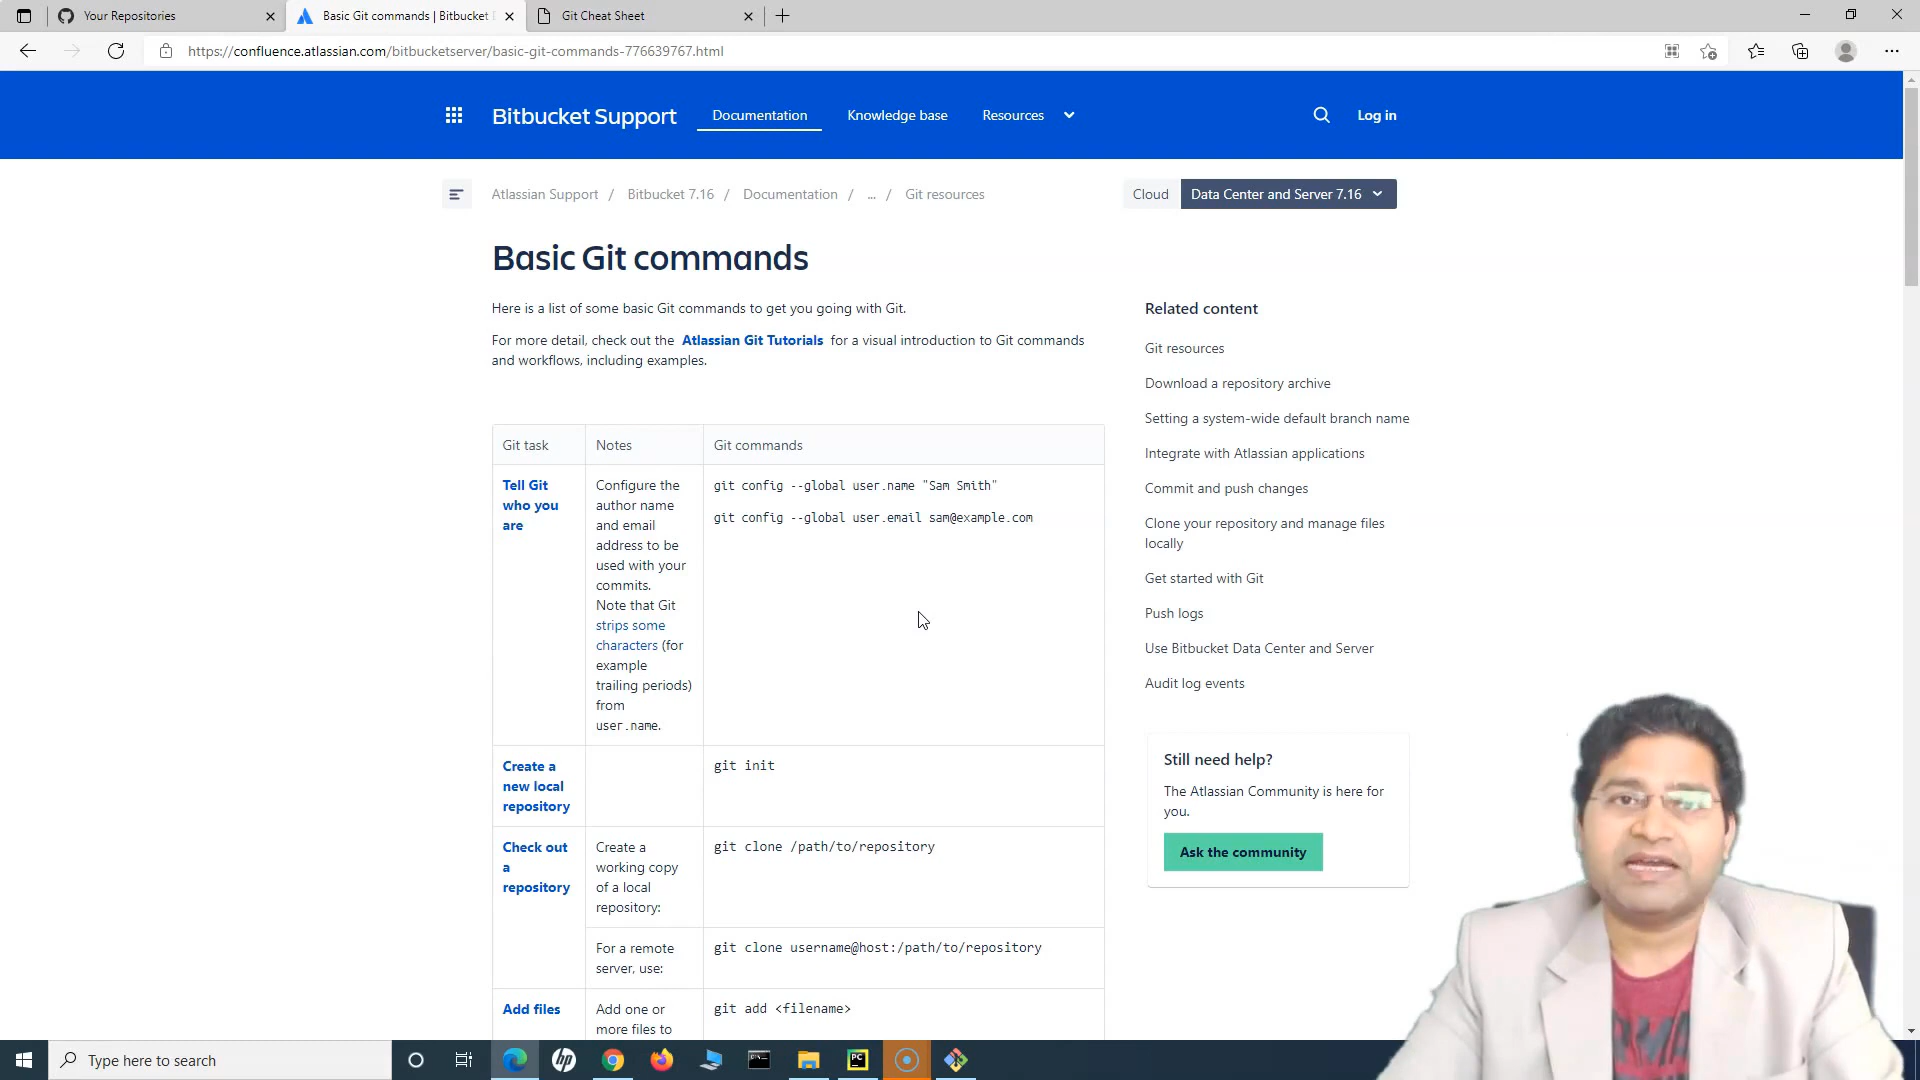 Your Repositories
Basic Git commands | Bitbucket
Git Cheat Sheet
https://confluence.atlassian.com/bitbucketserver/basic-git-commands-776639767.html
Bitbucket Support
Documentation
Knowledge base
Resources
Log in
Atlassian Support / Bitbucket 7.16 / Documentation / ... / Git resources
Cloud
Data Center and Server 7.16
Basic Git commands
Here is a list of some basic Git commands to get you going with Git.
For more detail, check out the Atlassian Git Tutorials for a visual introduction to Git commands
and workflows, including examples.
Git task
Notes
Git commands
Tell Git
who you
are
Configure the
author name
and email
address to be
used with your
commits.
Note that Git
strips some
characters (for
example
trailing periods)
from
user.name.
git config --global user.name "Sam Smith"
git config --global user.email sam@example.com
Create a
new local
repository
git init
Check out
a
repository
Create a
working copy
of a local
repository:
git clone /path/to/repository
For a remote
server, use:
git clone username@host:/path/to/repository
Add files
Add one or
more files to
git add <filename>
Related content
Git resources
Download a repository archive
Setting a system-wide default branch name
Integrate with Atlassian applications
Commit and push changes
Clone your repository and manage files
locally
Get started with Git
Push logs
Use Bitbucket Data Center and Server
Audit log events
Still need help?
The Atlassian Community is here for
you.
Ask the community
Type here to search
hp
PC